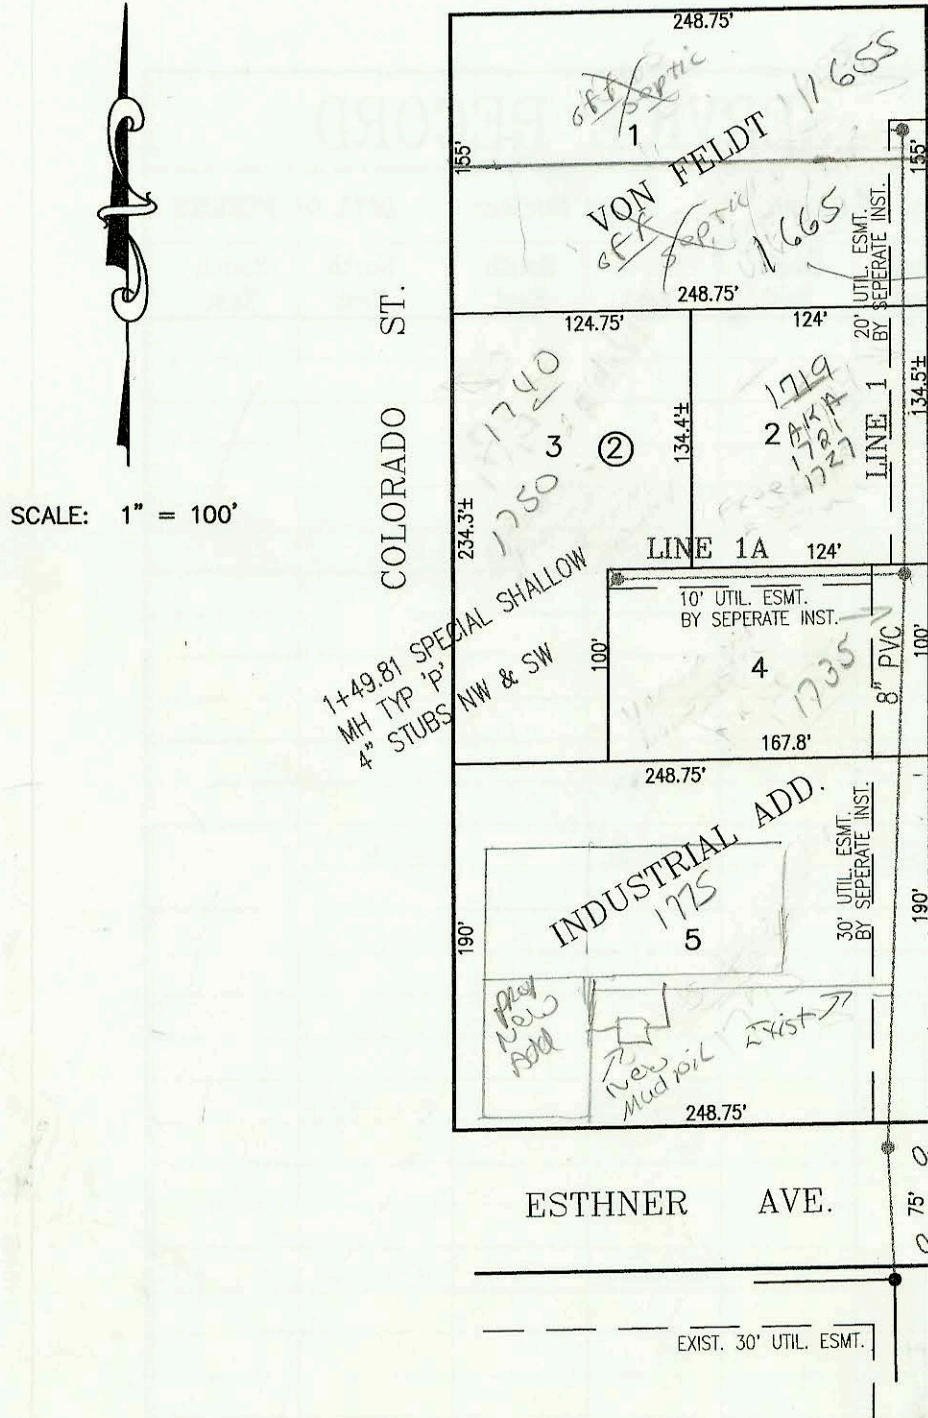 248.75'
off septic
11655
1
155'
155'
VON FELDT
off septic
1665
20' UTIL. ESMT.
BY SEPERATE INST.
248.75'
COLORADO ST.
124.75'
124'
1740
1719
AKA
1721
1727
3
2
2
134.4'±
LINE 1
134.5'±
1750
234.3'±
SCALE: 1" = 100'
LINE 1A
124'
10' UTIL. ESMT.
BY SEPERATE INST.
1+49.81 SPECIAL SHALLOW
MH TYP 'P'
4" STUBS NW & SW
100'
4
1735
8" PVC
100'
167.8'
248.75'
INDUSTRIAL ADD.
1775
5
190'
30' UTIL. ESMT.
BY SEPERATE INST.
190'
New
Add
New
Mud pit
Exist
248.75'
ESTHNER AVE.
75'
EXIST. 30' UTIL. ESMT.